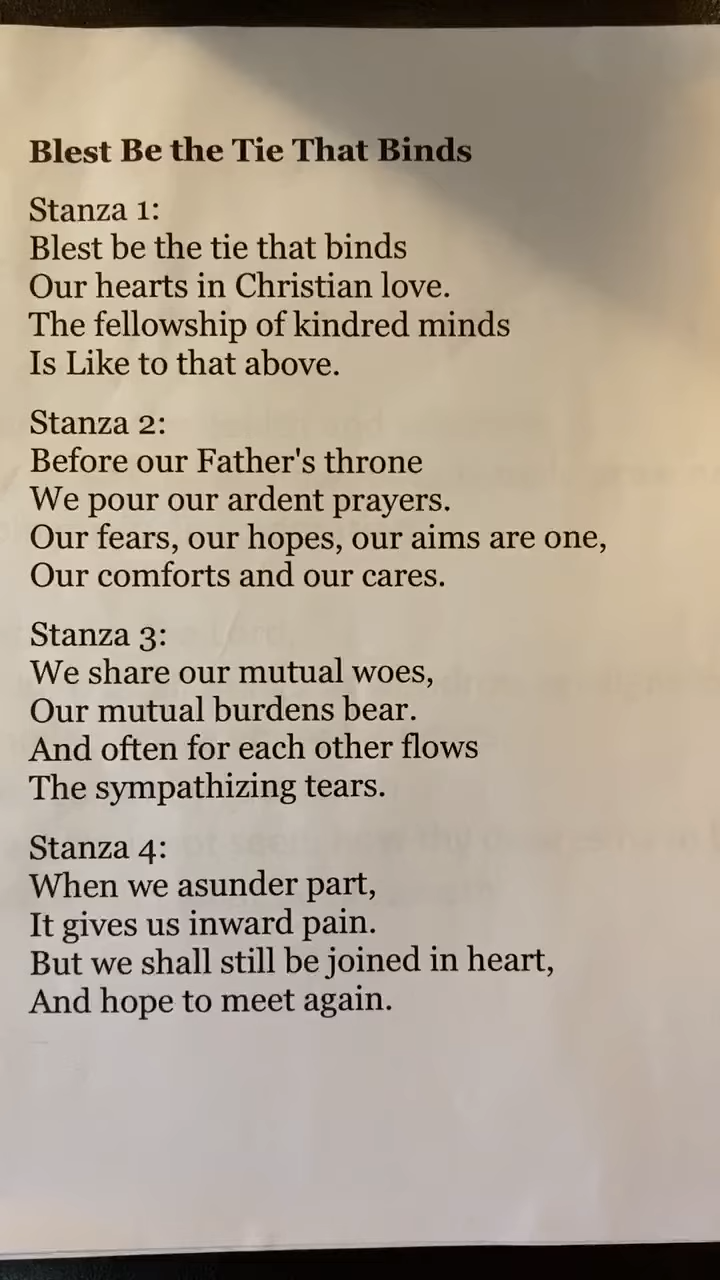 Blest Be the Tie That Binds
Stanza 1:
Blest be the tie that binds
Our hearts in Christian love.
The fellowship of kindred minds
Is Like to that above.
Stanza 2:
Before our Father's throne
We pour our ardent prayers.
Our fears, our hopes, our aims are one,
Our comforts and our cares.
Stanza 3:
We share our mutual woes,
Our mutual burdens bear.
And often for each other flows
The sympathizing tears.
Stanza 4:
When we asunder part,
It gives us inward pain.
But we shall still be joined in heart,
And hope to meet again.